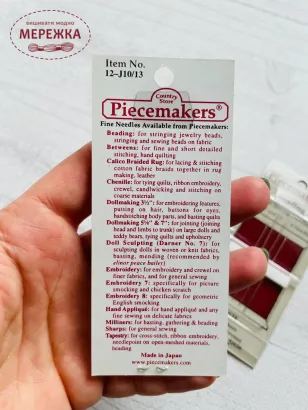 вишивати модно
МЕРЕЖКА
Item No.
12-J10/13
Country
Store
Piecemakers®
Fine Needles Available from Piecemakers:
Beading: for stringing jewelry beads,
stringing and sewing beads on fabric
Betweens: for fine and short detailed
stitching, hand quilting
Calico Braided Rug: for lacing & stitching
cotton fabric braids together in rug
making, leather
Chenille: for tying quilts, ribbon embroidery,
crewel, candlewicking and stitching on
coarse materials
Dollmaking 3½": for embroidering features,
putting on hair, buttons for eyes,
handstitching body parts, and basting quilts
Dollmaking 5¼" & 7": for jointing (joining
head and limbs to trunk) on large dolls and
teddy bears, tying quilts and upholstery
Doll Sculpting (Darner No. 7): for
sculpting dolls in woven or knit fabrics,
basting, mending (recommended by
elinor peace bailey)
Embroidery: for embroidery and crewel on
finer fabrics, and for general sewing
Embroidery 7: specifically for picture
smocking and chicken scratch
Embroidery 8: specifically for geometric
English smocking
Hand Appliqué: for hand appliqué and any
fine sewing on delicate fabrics
Milliners: for basting, gathering & beading
Sharps: for general sewing
Tapestry: for cross-stitch, ribbon embroidery,
needlepoint on open-meshed materials,
beading
Made in Japan
www.piecemakers.com